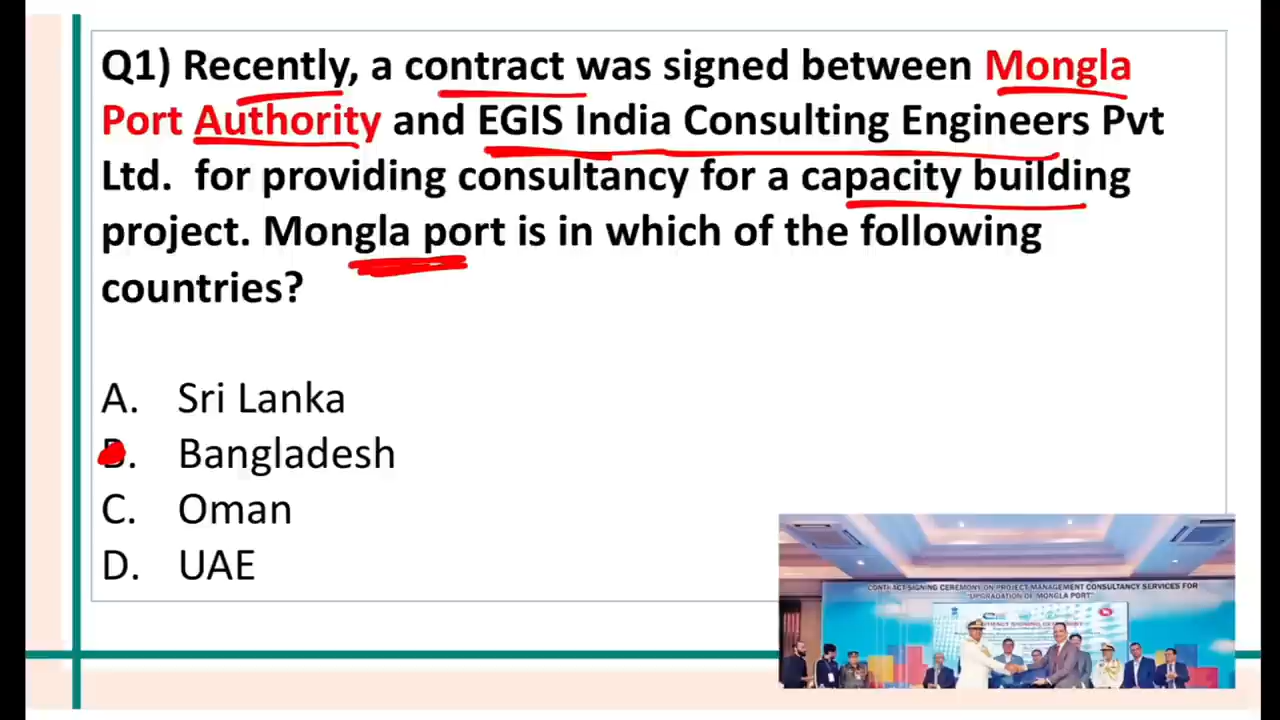 Q1) Recently, a contract was signed between Mongla
Port Authority and EGIS India Consulting Engineers Pvt
Ltd. for providing consultancy for a capacity building
project. Mongla port is in which of the following
countries?
A. Sri Lanka
B. Bangladesh
C. Oman
D. UAE
CONTRACT SIGNING CEREMONY ON PROJECT MANAGEMENT CONSULTANCY SERVICES FOR
"UPGRADATION OF MONGLA PORT"